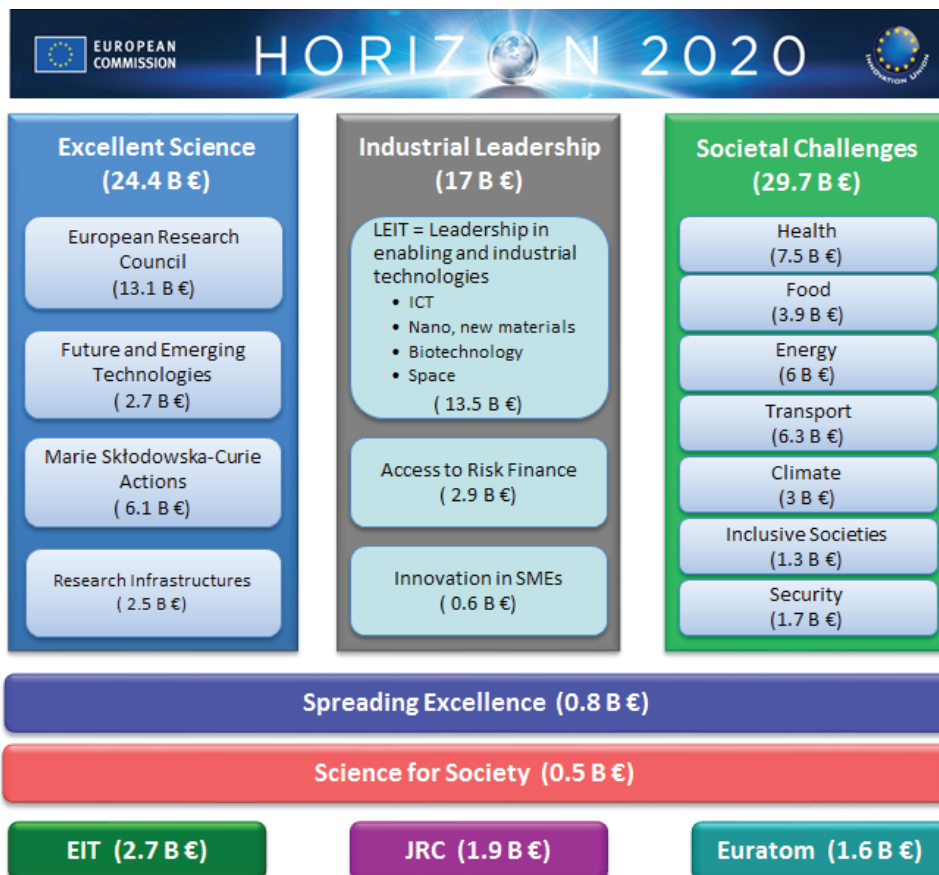 EUROPEAN
COMMISSION
HORIZON 2020
INNOVATION UNION
Excellent Science
(24.4 B €)
European Research
Council
(13.1 B €)
Future and Emerging
Technologies
( 2.7 B €)
Marie Skłodowska-Curie
Actions
( 6.1 B €)
Research Infrastructures
( 2.5 B €)
Industrial Leadership
(17 B €)
LEIT = Leadership in
enabling and industrial
technologies
• ICT
• Nano, new materials
• Biotechnology
• Space
( 13.5 B €)
Access to Risk Finance
( 2.9 B €)
Innovation in SMEs
( 0.6 B €)
Societal Challenges
(29.7 B €)
Health
(7.5 B €)
Food
(3.9 B €)
Energy
(6 B €)
Transport
(6.3 B €)
Climate
(3 B €)
Inclusive Societies
(1.3 B €)
Security
(1.7 B €)
Spreading Excellence (0.8 B €)
Science for Society (0.5 B €)
EIT (2.7 B €)
JRC (1.9 B €)
Euratom (1.6 B €)